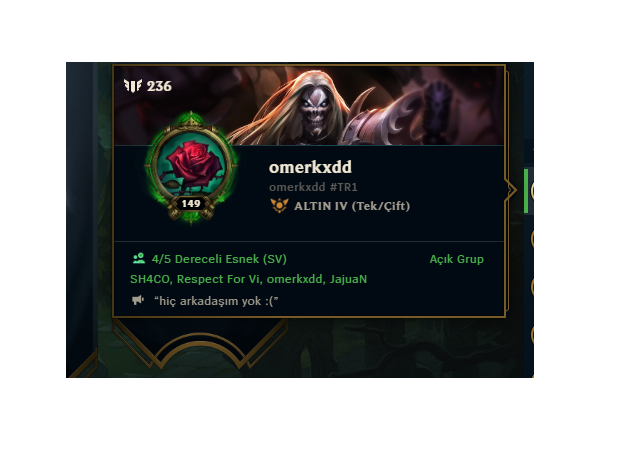 236
omerkxdd
omerkxdd #TR1
ALTIN IV (Tek/Çift)
149
4/5 Dereceli Esnek (SV) Açık Grup
SH4CO, Respect For Vi, omerkxdd, JajuaN
“hiç arkadaşım yok :(”